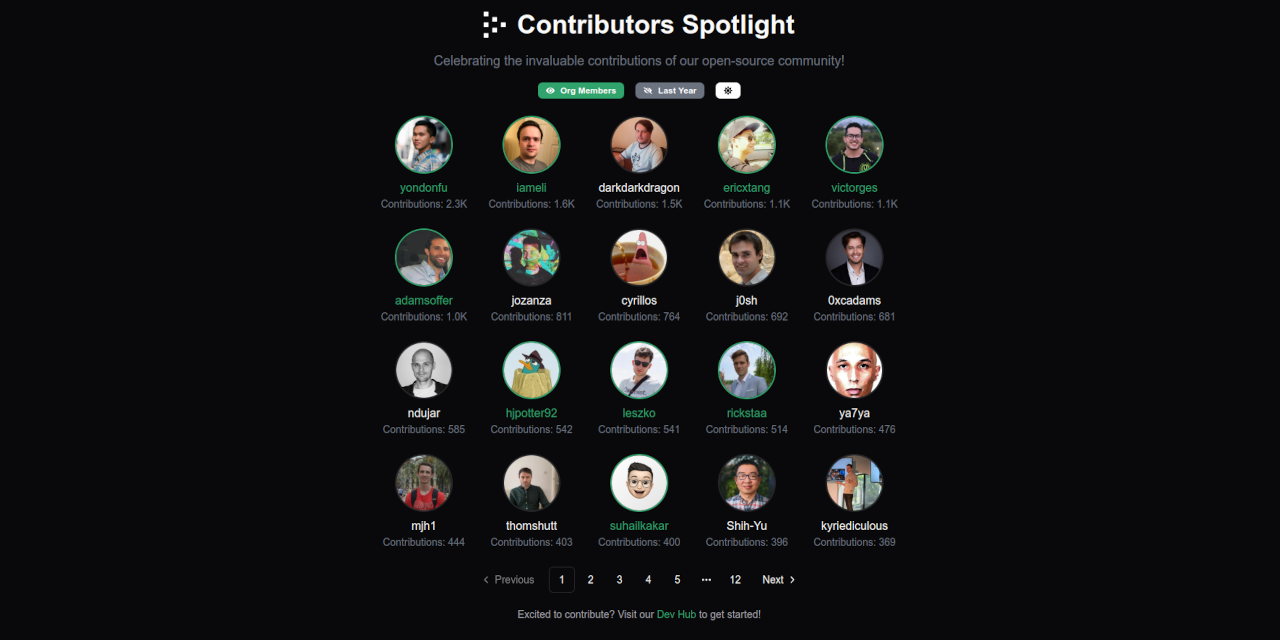 Contributors Spotlight
Celebrating the invaluable contributions of our open-source community!
Org Members Last Year
yondonfu iameli darkdarkdragon ericxtang victorges
Contributions: 2.3K Contributions: 1.6K Contributions: 1.5K Contributions: 1.1K Contributions: 1.1K
adamsoffer jozanza cyrillos j0sh 0xcadams
Contributions: 1.0K Contributions: 811 Contributions: 764 Contributions: 692 Contributions: 681
ndujar hjpotter92 leszko rickstaa ya7ya
Contributions: 585 Contributions: 542 Contributions: 541 Contributions: 514 Contributions: 476
mjh1 thomshutt suhailkakar Shih-Yu kyriediculous
Contributions: 444 Contributions: 403 Contributions: 400 Contributions: 396 Contributions: 369
Previous 1 2 3 4 5 ••• 12 Next
Excited to contribute? Visit our Dev Hub to get started!